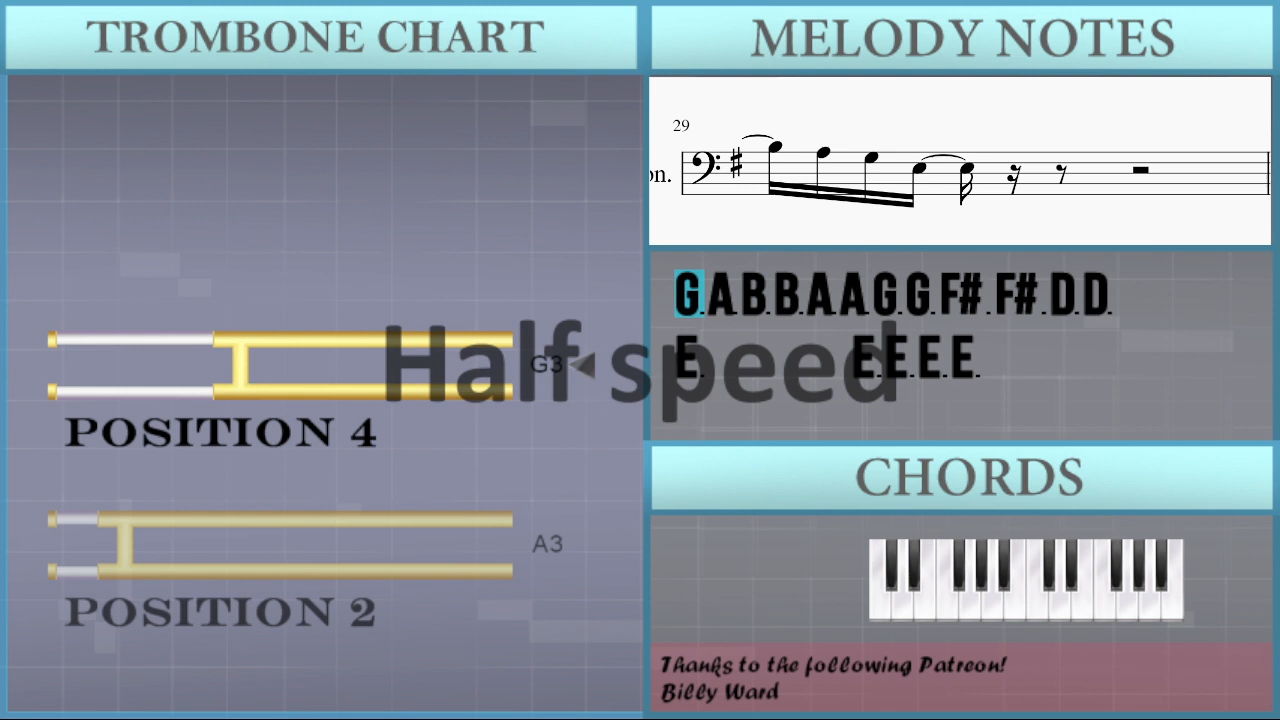 TROMBONE CHART
MELODY NOTES
29
on.
G A B B A A G G F# F# D D
E. E E E E
Half speed
G3
POSITION 4
A3
POSITION 2
CHORDS
Thanks to the following Patreon!
Billy Ward